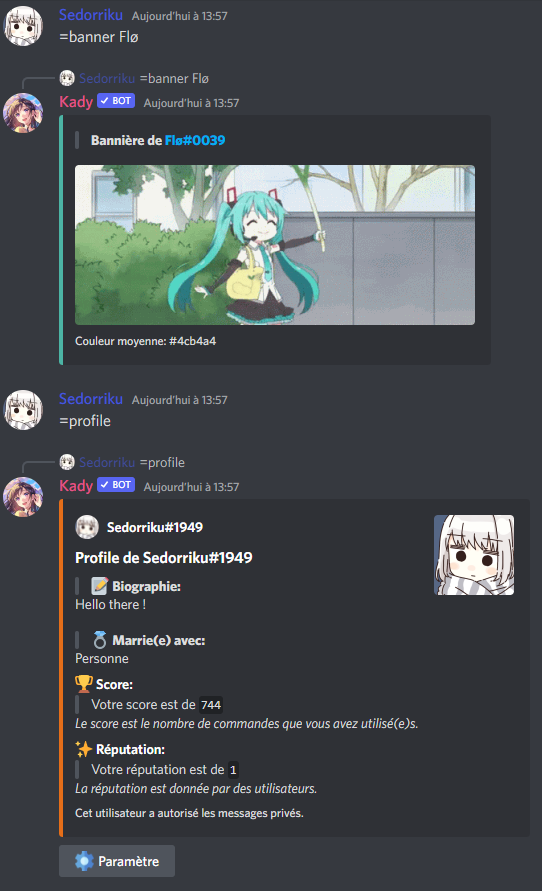 Sedorriku Aujourd'hui à 13:57
=banner Flø
Sedorriku =banner Flø
Kady BOT Aujourd'hui à 13:57
Bannière de Flø#0039
Couleur moyenne: #4cb4a4
Sedorriku Aujourd'hui à 13:57
=profile
Sedorriku =profile
Kady BOT Aujourd'hui à 13:57
Sedorriku#1949
Profile de Sedorriku#1949
Biographie:
Hello there !
Marrie(e) avec:
Personne
Score:
Votre score est de 744
Le score est le nombre de commandes que vous avez utilisé(e)s.
Réputation:
Votre réputation est de 1
La réputation est donnée par des utilisateurs.
Cet utilisateur a autorisé les messages privés.
Paramètre